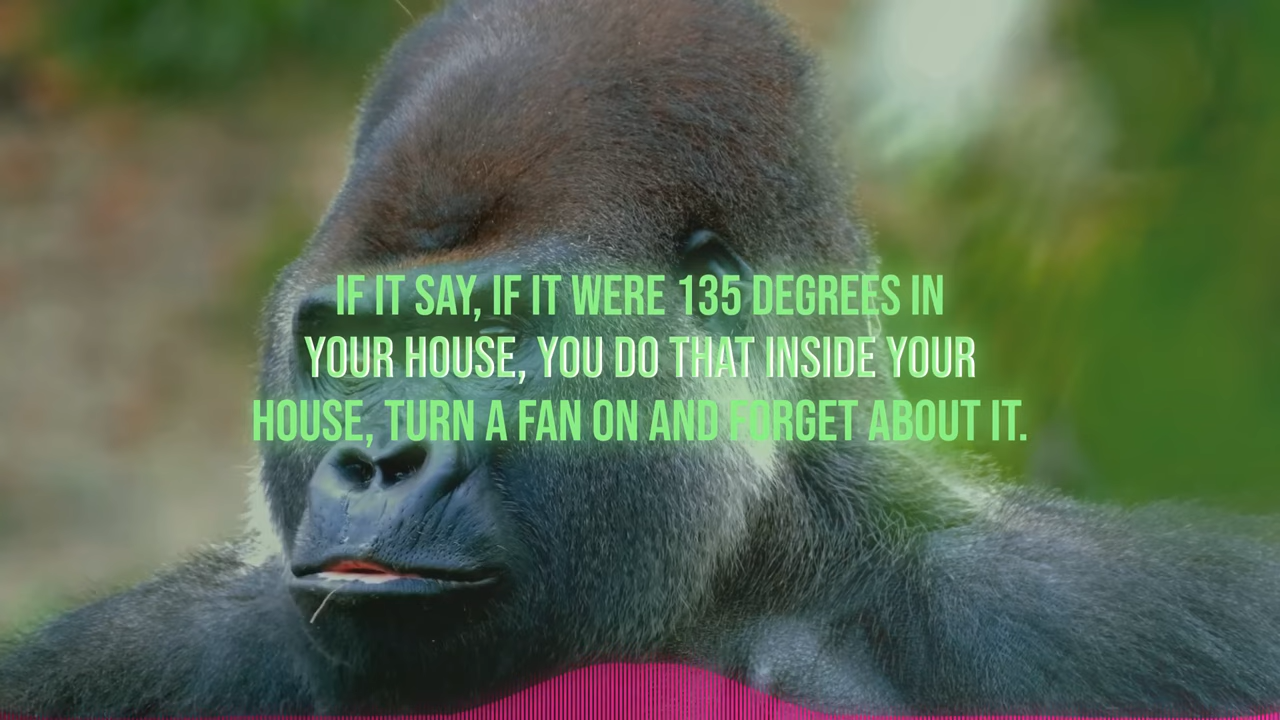 IF IT SAY, IF IT WERE 135 DEGREES IN
YOUR HOUSE, YOU DO THAT INSIDE YOUR
HOUSE, TURN A FAN ON AND FORGET ABOUT IT.